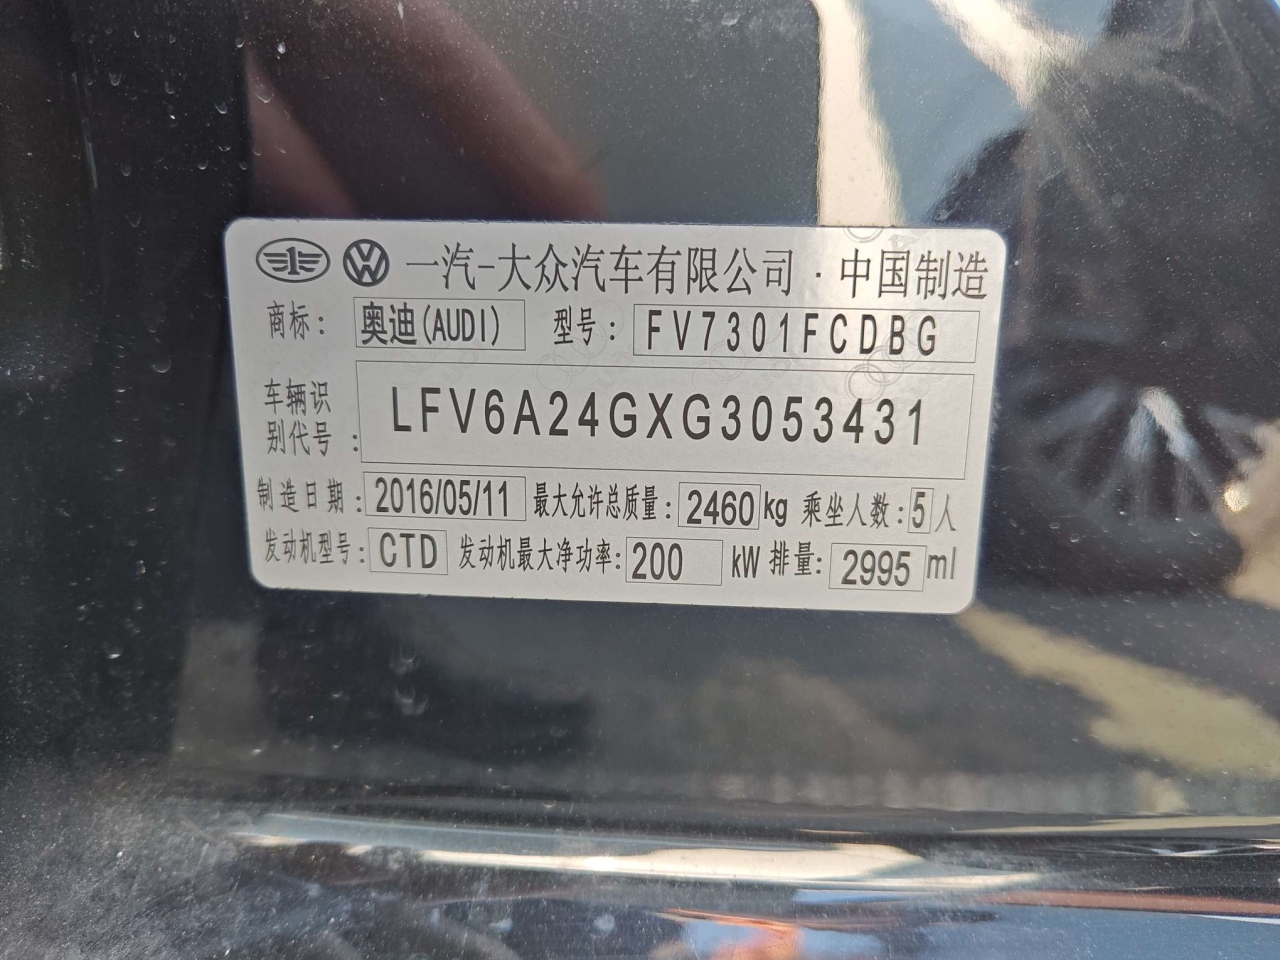 一汽-大众汽车有限公司·中国制造
商标: 奥迪(AUDI) 型号: FV7301FCDBG
车辆识
别代号: LFV6A24GXG3053431
制造日期: 2016/05/11 最大允许总质量: 2460 kg 乘坐人数: 5 人
发动机型号: CTD 发动机最大净功率: 200 kW 排量: 2995 ml